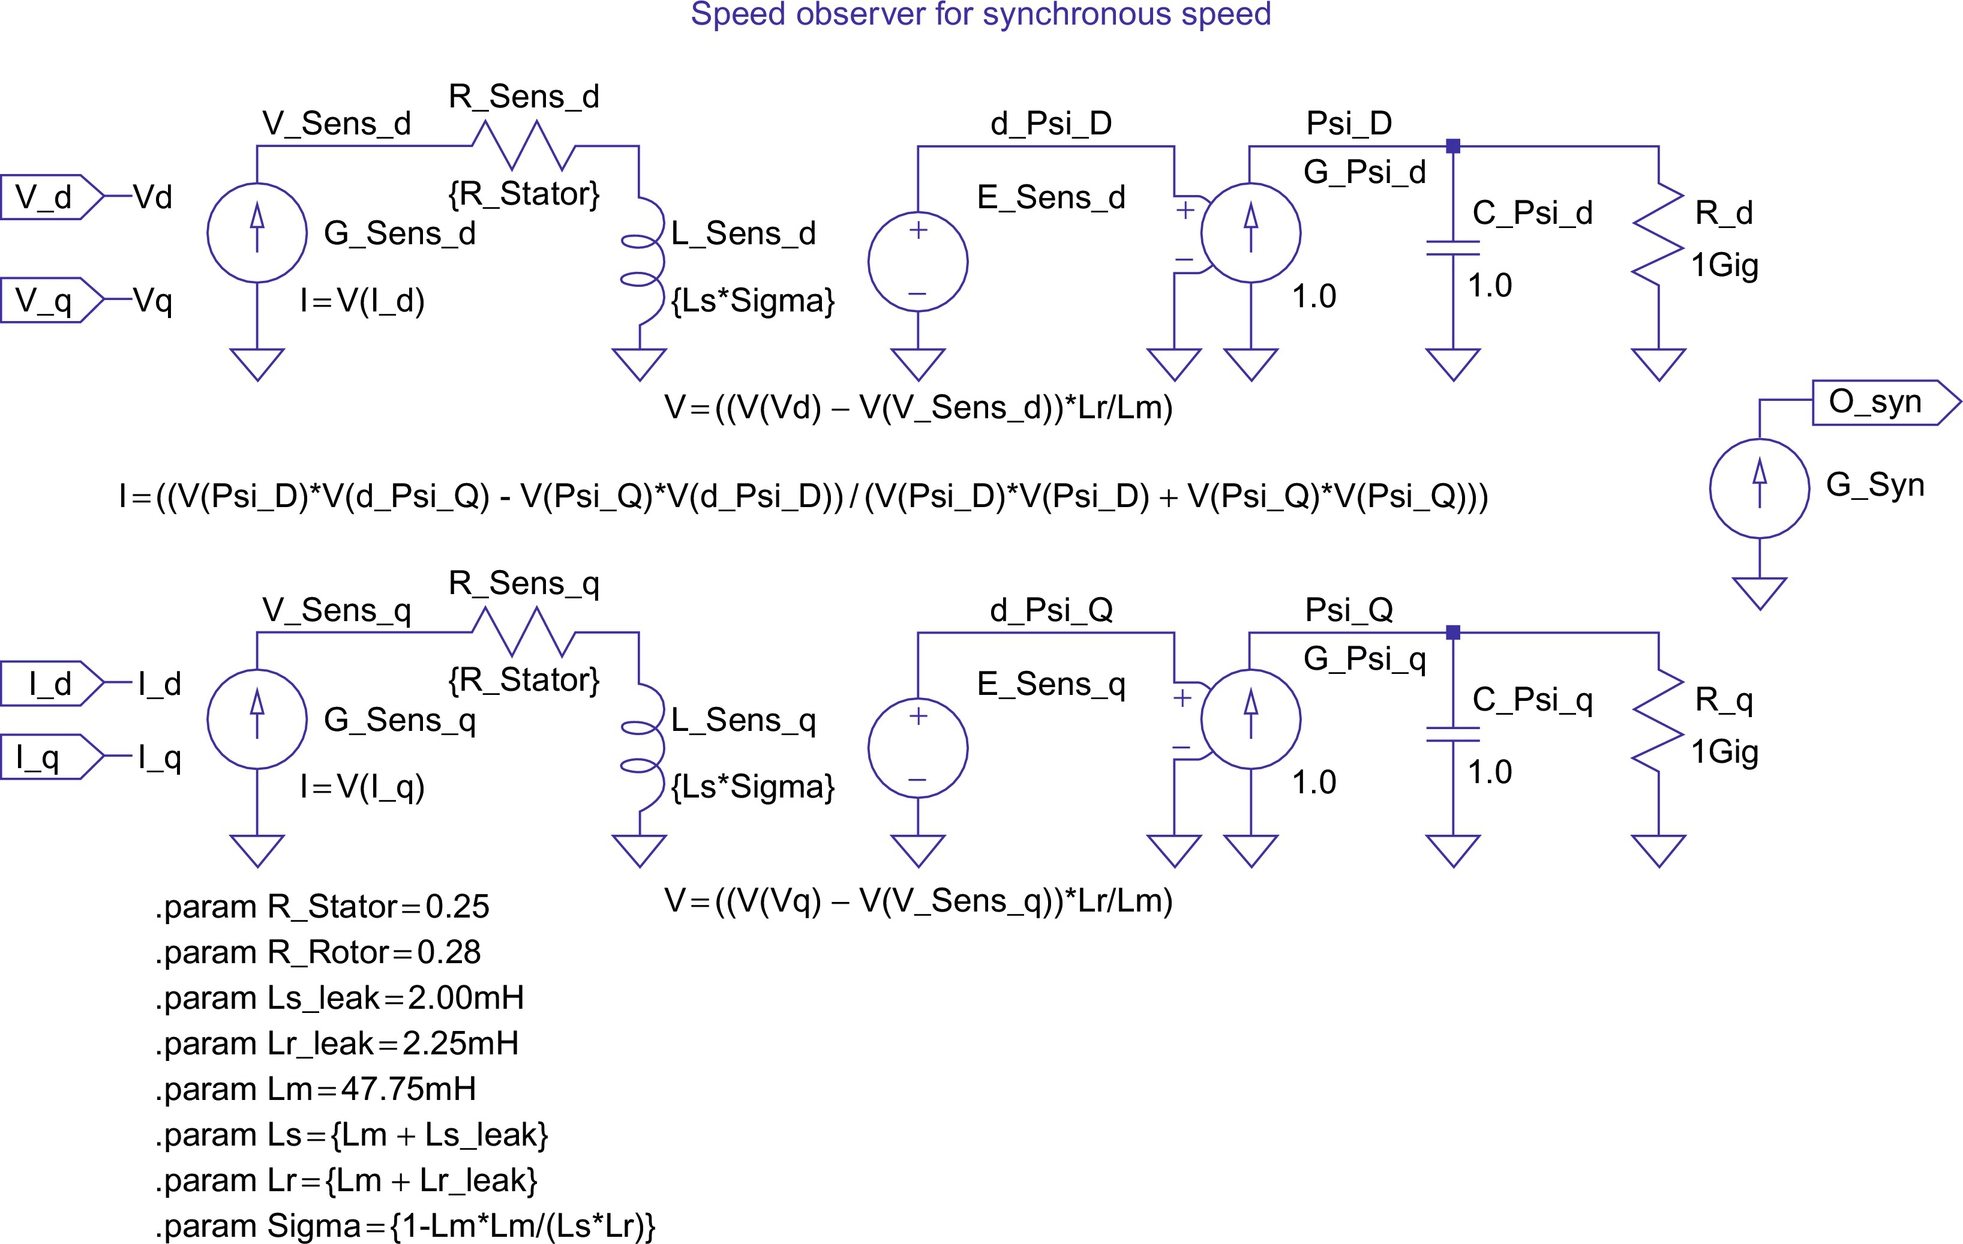 Speed observer for synchronous speed
R_Sens_d
V_Sens_d
d_Psi_D
Psi_D
G_Psi_d
V_d
Vd
{R_Stator}
E_Sens_d
+
C_Psi_d
R_d
G_Sens_d
L_Sens_d
+
−
1Gig
V_q
Vq
I=V(I_d)
{Ls*Sigma}
−
1.0
1.0
V=((V(Vd) − V(V_Sens_d))*Lr/Lm)
O_syn
I=((V(Psi_D)*V(d_Psi_Q) - V(Psi_Q)*V(d_Psi_D))/(V(Psi_D)*V(Psi_D) + V(Psi_Q)*V(Psi_Q)))
G_Syn
R_Sens_q
V_Sens_q
d_Psi_Q
Psi_Q
G_Psi_q
I_d
I_d
{R_Stator}
E_Sens_q
+
C_Psi_q
R_q
G_Sens_q
L_Sens_q
+
−
1Gig
I_q
I_q
I=V(I_q)
{Ls*Sigma}
−
1.0
1.0
V=((V(Vq) − V(V_Sens_q))*Lr/Lm)
.param R_Stator=0.25
.param R_Rotor=0.28
.param Ls_leak=2.00mH
.param Lr_leak=2.25mH
.param Lm=47.75mH
.param Ls={Lm + Ls_leak}
.param Lr={Lm + Lr_leak}
.param Sigma={1-Lm*Lm/(Ls*Lr)}